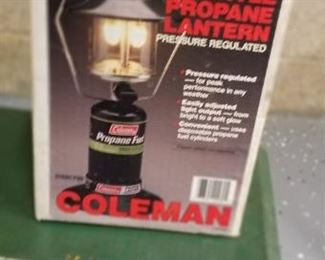 PROPANE
LANTERN
PRESSURE REGULATED
• Pressure regulated
— for peak
performance in any
weather
• Easily adjusted
light output — from
bright to a soft glow
• Convenient — uses
disposable propane
fuel cylinders
Coleman
Propane Fuel
Coleman
COLEMAN